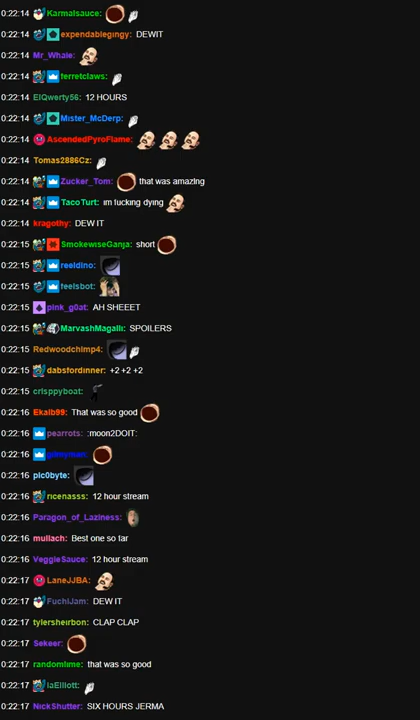 0:22:14 Karmalsauce:
0:22:14 expendablegingy: DEWIT
0:22:14 Mr_Whale:
0:22:14 ferretclaws:
0:22:14 ElQwerty56: 12 HOURS
0:22:14 Mister_McDerp:
0:22:14 AscendedPyroFlame:
0:22:14 Tomas2886Cz:
0:22:14 Zucker_Tom: that was amazing
0:22:14 TacoTurt: im fucking dying
0:22:14 kragothy: DEW IT
0:22:15 SmokewiseGanja: short
0:22:15 reeldino:
0:22:15 feelsbot:
0:22:15 pink_g0at: AH SHEEET
0:22:15 MarvashMagalli: SPOILERS
0:22:15 Redwoodchimp4:
0:22:15 dabsfordinner: +2 +2 +2
0:22:15 crisppyboat:
0:22:16 Ekalb99: That was so good
0:22:16 pearrots: :moon2DOIT:
0:22:16
0:22:16 pic0byte:
0:22:16 ricenasss: 12 hour stream
0:22:16 Paragon_of_Laziness:
0:22:16 mullach: Best one so far
0:22:16 VeggieSauce: 12 hour stream
0:22:17 LaneJJBA:
0:22:17 FuchiJam: DEW IT
0:22:17 tylersheirbon: CLAP CLAP
0:22:17 Sekeer:
0:22:17 randomlime: that was so good
0:22:17 laElliott:
0:22:17 NickShutter: SIX HOURS JERMA